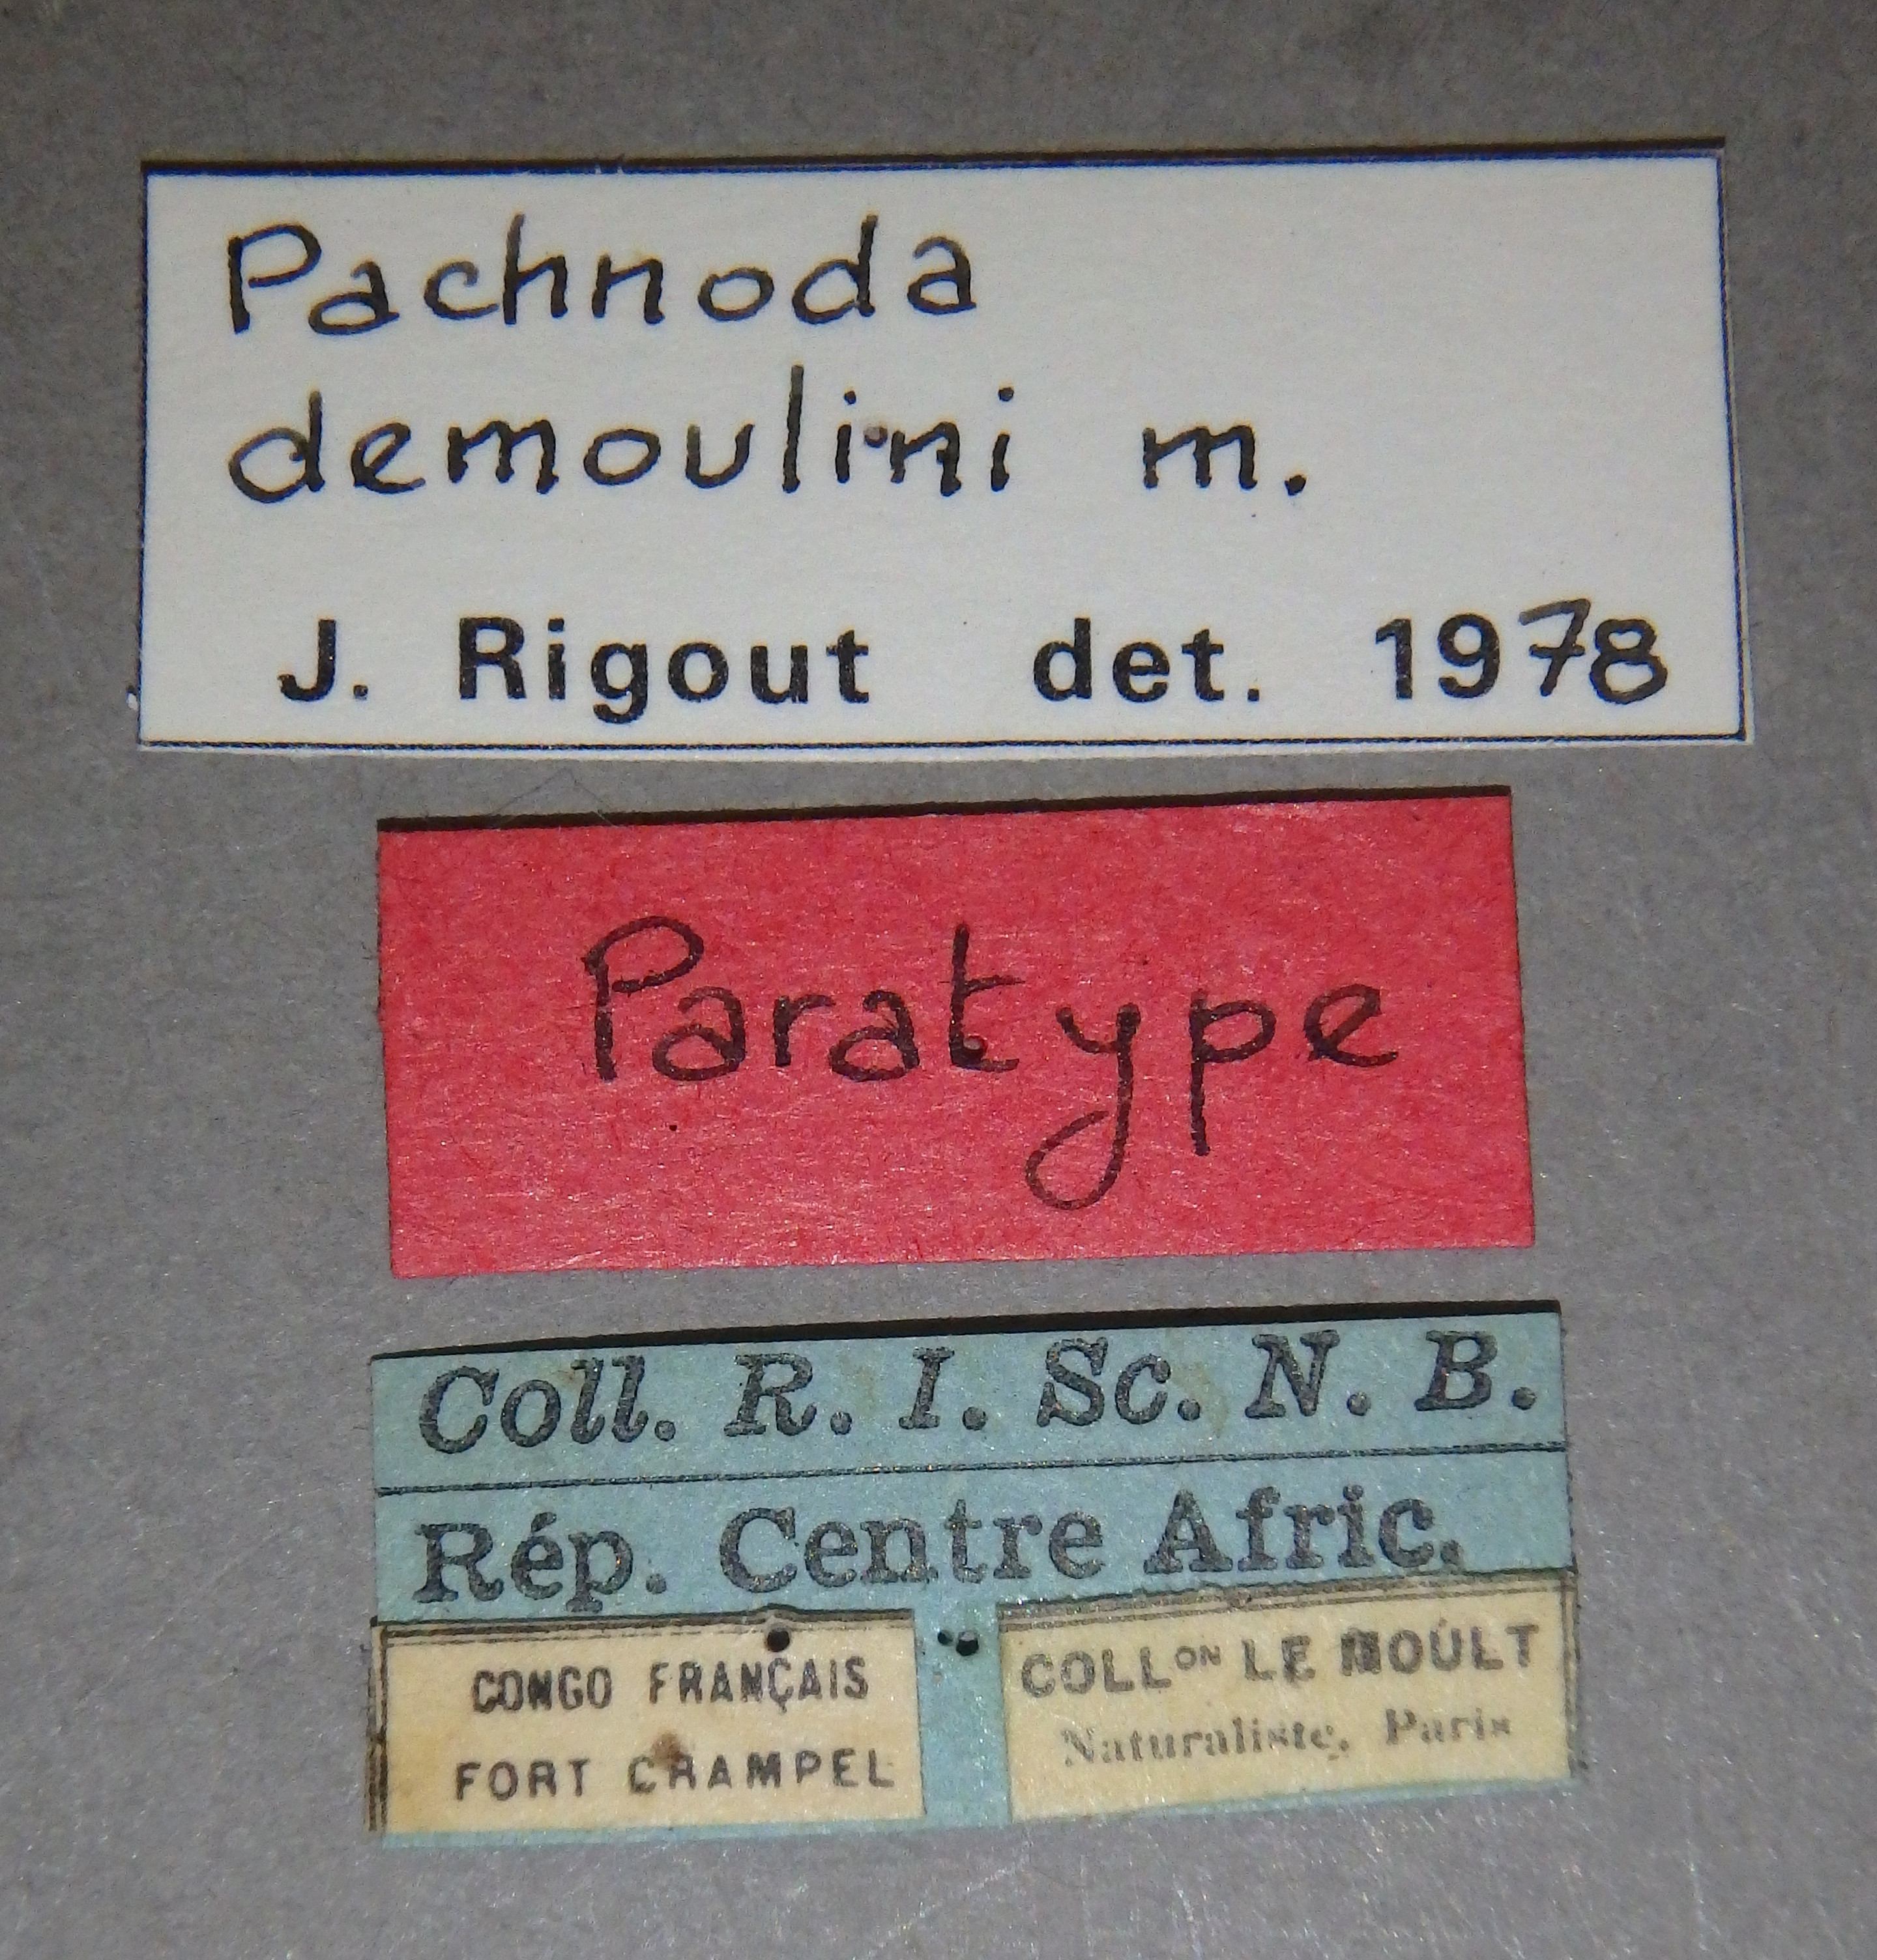 Pachnoda
demoulini m.
J. Rigout det. 1978
Paratype
Coll. R. I. Sc. N. B.
Rép. Centre Afric.
CONGO FRANÇAIS
FORT CRAMPEL
COLLON LE MOULT
Naturaliste, Paris